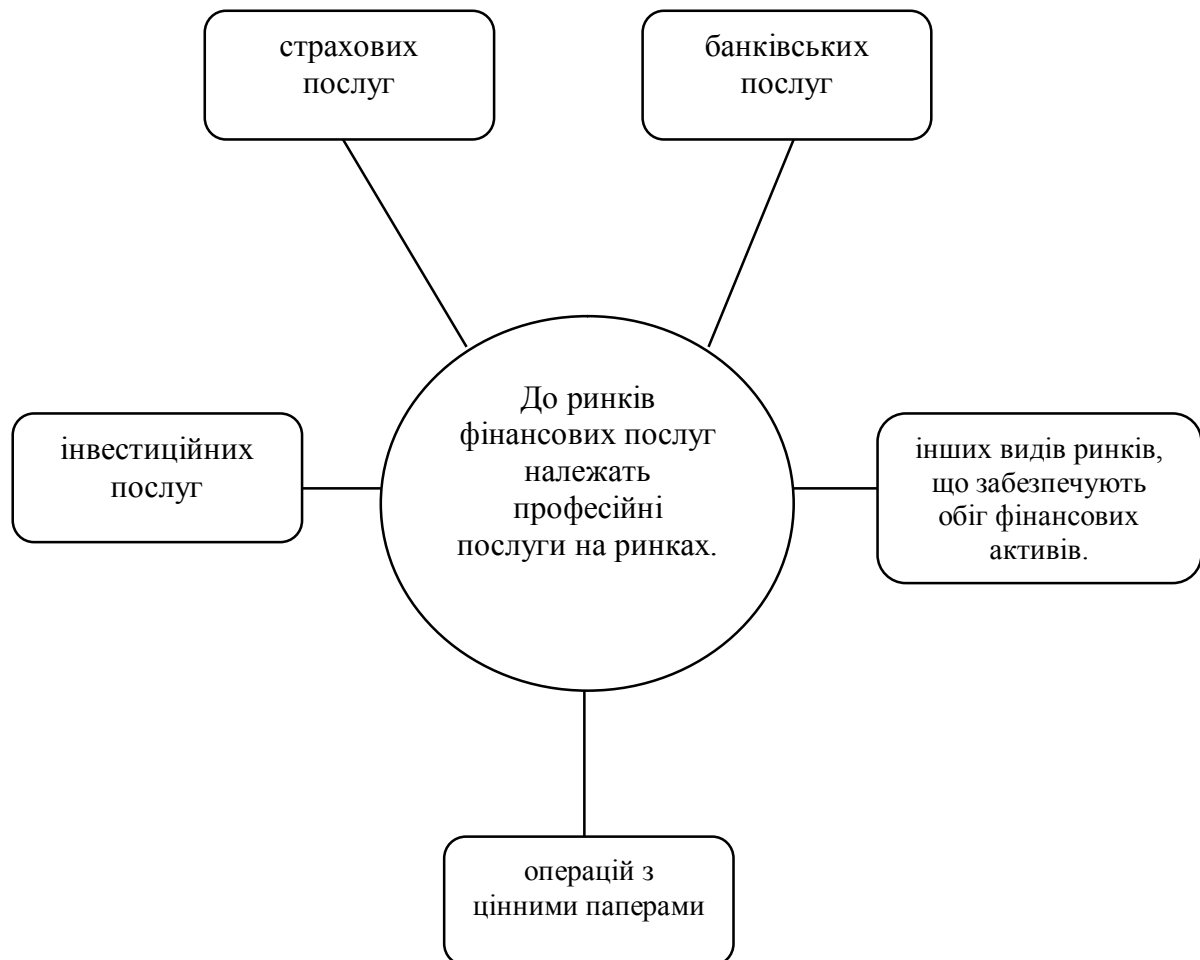 страхових
послуг
банківських
послуг
До ринків
фінансових послуг
належать
професійні
послуги на ринках.
інвестиційних
послуг
інших видів ринків,
що забезпечують
обіг фінансових
активів.
операцій з
цінними паперами